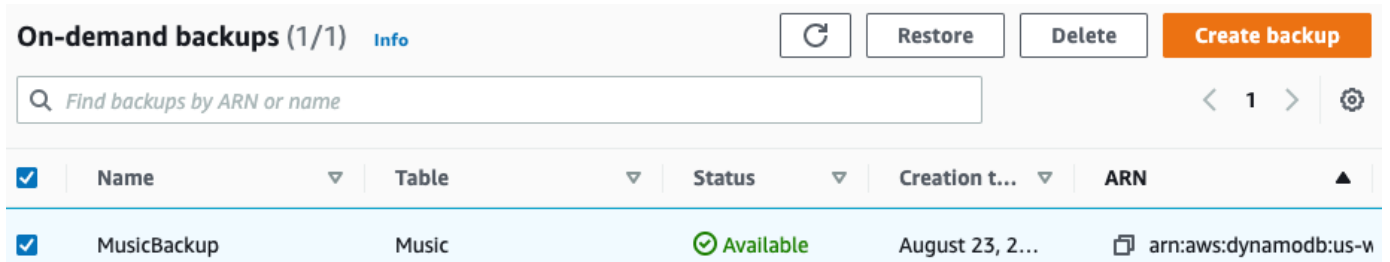 On-demand backups (1/1) Info Restore Delete Create backup
Find backups by ARN or name 1
Name Table Status Creation t... ARN
MusicBackup Music Available August 23, 2... arn:aws:dynamodb:us-w